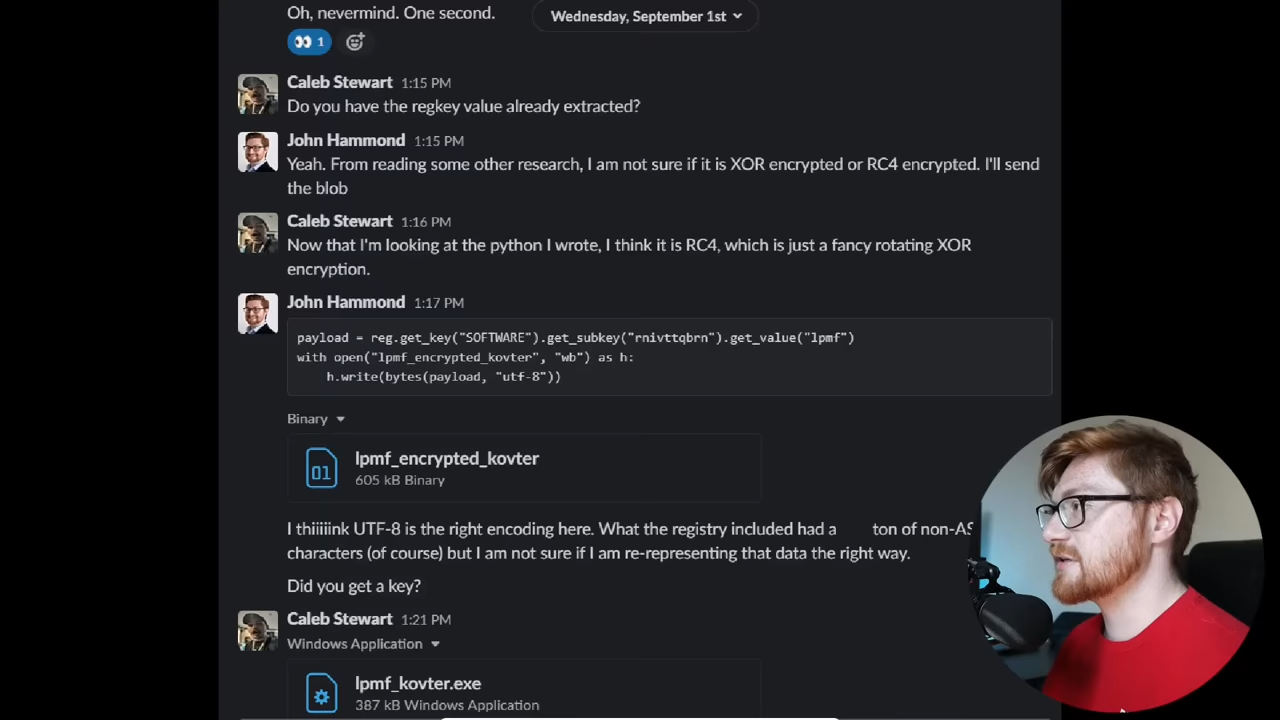 Oh, nevermind. One second.
Wednesday, September 1st
1
Caleb Stewart 1:15 PM
Do you have the regkey value already extracted?
John Hammond 1:15 PM
Yeah. From reading some other research, I am not sure if it is XOR encrypted or RC4 encrypted. I'll send
the blob
Caleb Stewart 1:16 PM
Now that I'm looking at the python I wrote, I think it is RC4, which is just a fancy rotating XOR
encryption.
John Hammond 1:17 PM
payload = reg.get_key("SOFTWARE").get_subkey("rnivttqbrn").get_value("lpmf")
with open("lpmf_encrypted_kovter", "wb") as h:
h.write(bytes(payload, "utf-8"))
Binary
01
lpmf_encrypted_kovter
605 kB Binary
I thiiiiink UTF-8 is the right encoding here. What the registry included had a ton of non-AS
characters (of course) but I am not sure if I am re-representing that data the right way.
Did you get a key?
Caleb Stewart 1:21 PM
Windows Application
lpmf_kovter.exe
387 kB Windows Application